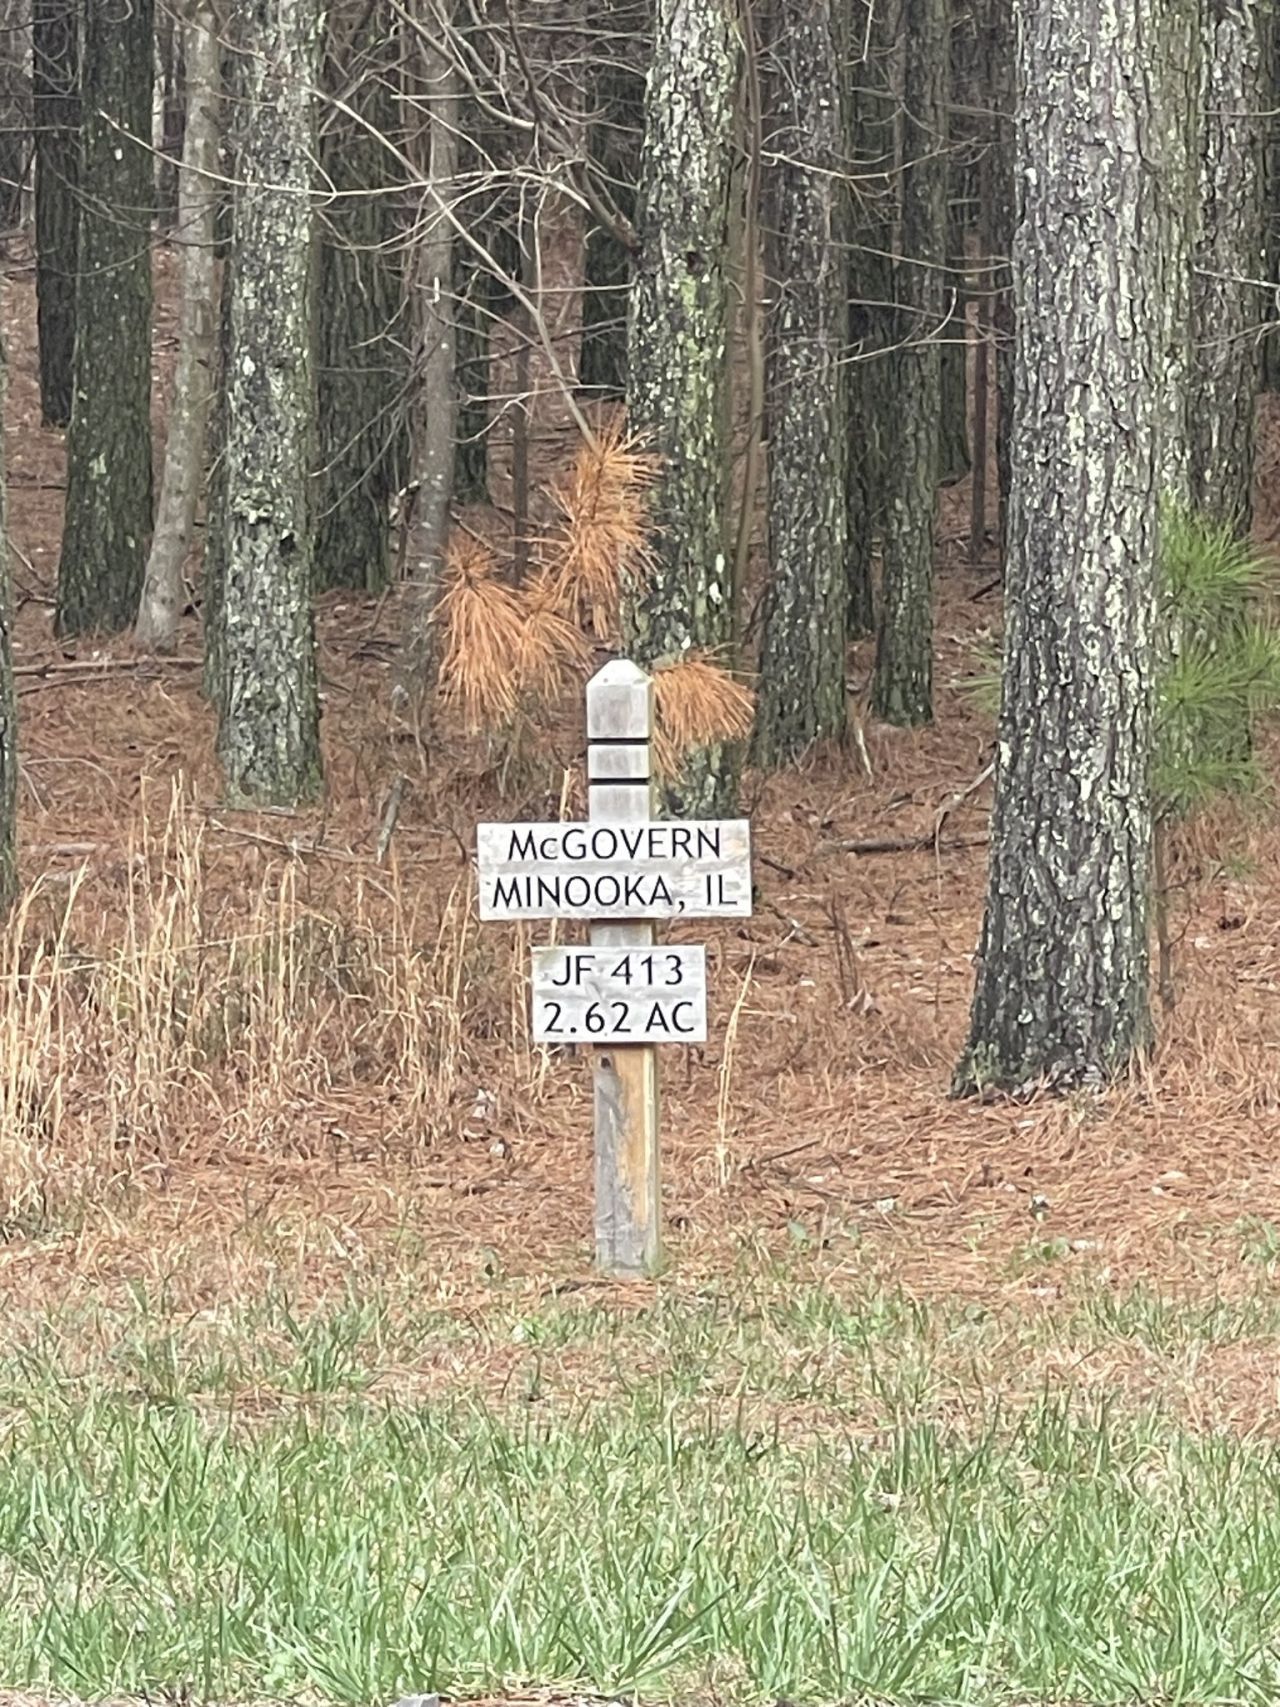 McGOVERN
MINOOKA, IL
JF 413
2.62 AC